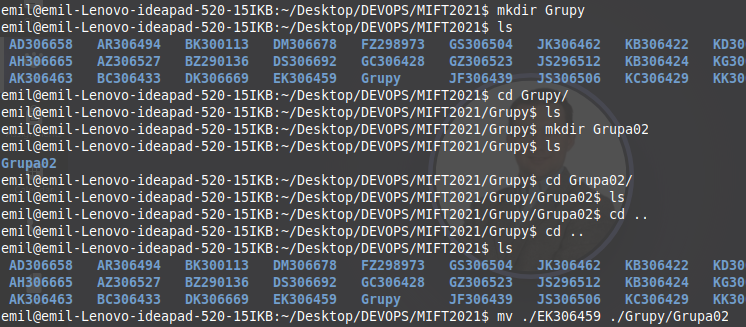 emil@emil-Lenovo-ideapad-520-15IKB:~/Desktop/DEVOPS/MIFT2021$ mkdir Grupy
emil@emil-Lenovo-ideapad-520-15IKB:~/Desktop/DEVOPS/MIFT2021$ ls
AD306658 AR306494 BK300113 DM306678 FZ298973 GS306504 JK306462 KB306422 KD30
AH306665 AZ306527 BZ290136 DS306692 GC306428 GZ306523 JS296512 KB306424 KG30
AK306463 BC306433 DK306669 EK306459 Grupy JF306439 JS306506 KC306429 KK30
emil@emil-Lenovo-ideapad-520-15IKB:~/Desktop/DEVOPS/MIFT2021$ cd Grupy/
emil@emil-Lenovo-ideapad-520-15IKB:~/Desktop/DEVOPS/MIFT2021/Grupy$ ls
emil@emil-Lenovo-ideapad-520-15IKB:~/Desktop/DEVOPS/MIFT2021/Grupy$ mkdir Grupa02
emil@emil-Lenovo-ideapad-520-15IKB:~/Desktop/DEVOPS/MIFT2021/Grupy$ ls
Grupa02
emil@emil-Lenovo-ideapad-520-15IKB:~/Desktop/DEVOPS/MIFT2021/Grupy$ cd Grupa02/
emil@emil-Lenovo-ideapad-520-15IKB:~/Desktop/DEVOPS/MIFT2021/Grupy/Grupa02$ ls
emil@emil-Lenovo-ideapad-520-15IKB:~/Desktop/DEVOPS/MIFT2021/Grupy/Grupa02$ cd ..
emil@emil-Lenovo-ideapad-520-15IKB:~/Desktop/DEVOPS/MIFT2021/Grupy$ cd ..
emil@emil-Lenovo-ideapad-520-15IKB:~/Desktop/DEVOPS/MIFT2021$ ls
AD306658 AR306494 BK300113 DM306678 FZ298973 GS306504 JK306462 KB306422 KD30
AH306665 AZ306527 BZ290136 DS306692 GC306428 GZ306523 JS296512 KB306424 KG30
AK306463 BC306433 DK306669 EK306459 Grupy JF306439 JS306506 KC306429 KK30
emil@emil-Lenovo-ideapad-520-15IKB:~/Desktop/DEVOPS/MIFT2021$ mv ./EK306459 ./Grupy/Grupa02